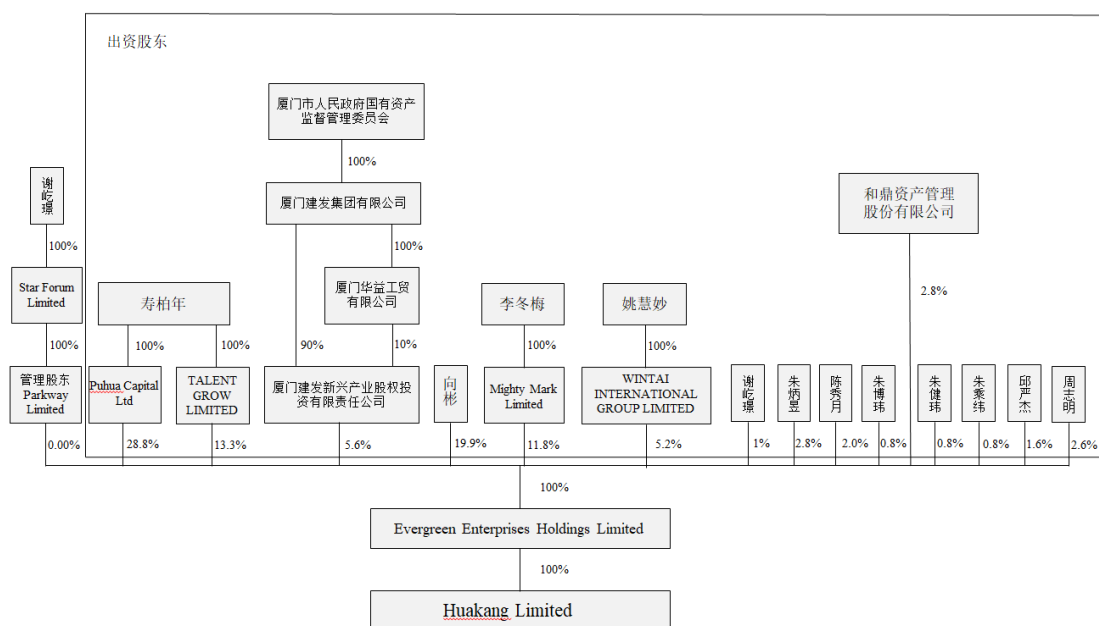 出资股东
厦门市人民政府国有资产
监督管理委员会
100%
谢屹璟
厦门建发集团有限公司
和鼎资产管理
股份有限公司
100%
100%
Star Forum
Limited
寿柏年
厦门华益工贸
有限公司
李冬梅
姚慧妙
2.8%
100%
100%
100%
90%
10%
100%
100%
管理股东
Parkway
Limited
Puhua Capital
Ltd
TALENT
GROW
LIMITED
厦门建发新兴产业股权投
资有限责任公司
向彬
Mighty Mark
Limited
WINTAI
INTERNATIONAL
GROUP LIMITED
谢屹璟
朱炳昱
陈秀月
朱博玮
朱健玮
朱乘纬
邱严杰
周志明
0.00%
28.8%
13.3%
5.6%
19.9%
11.8%
5.2%
1%
2.8%
2.0%
0.8%
0.8%
0.8%
1.6%
2.6%
100%
Evergreen Enterprises Holdings Limited
100%
Huakang Limited